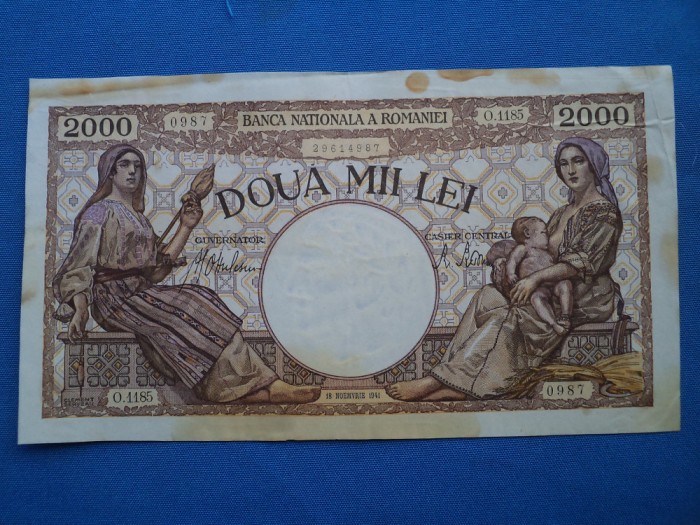 2000 0987 BANCA NATIONALA A ROMANIEI O.1185 2000
29614987
DOUA MII LEI
GUVERNATOR CASIER CENTRAL
O.1185 18 NOEMVRIE 1941 0987